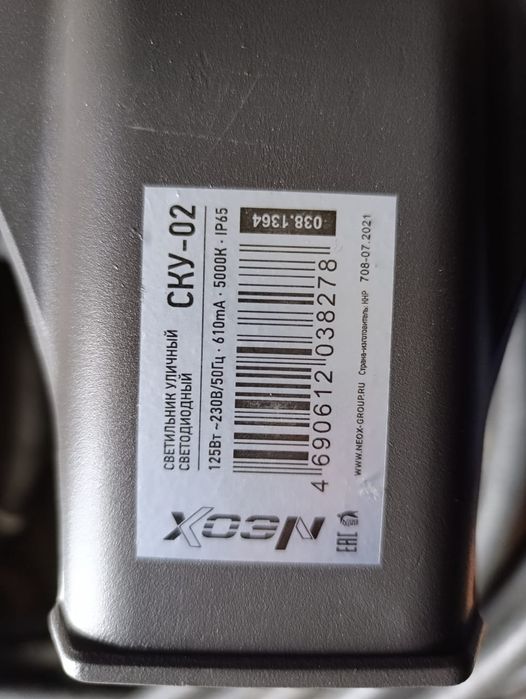 СВЕТИЛЬНИК УЛИЧНЫЙ
СВЕТОДИОДНЫЙ
СКУ-02
125Вт ~230В/50Гц · 610mA · 5000K · IP65
038.1364
4 690612 038278
WWW.NEOX-GROUP.RU Страна-изготовитель: КНР 708-07.2021
NEOX
EAC